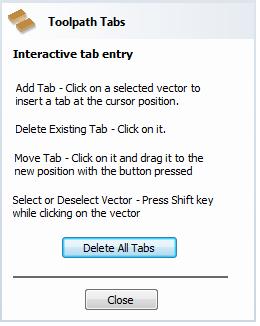 Toolpath Tabs
Interactive tab entry
Add Tab - Click on a selected vector to
insert a tab at the cursor position.
Delete Existing Tab - Click on it.
Move Tab - Click on it and drag it to the
new position with the button pressed
Select or Deselect Vector - Press Shift key
while clicking on the vector
Delete All Tabs
Close